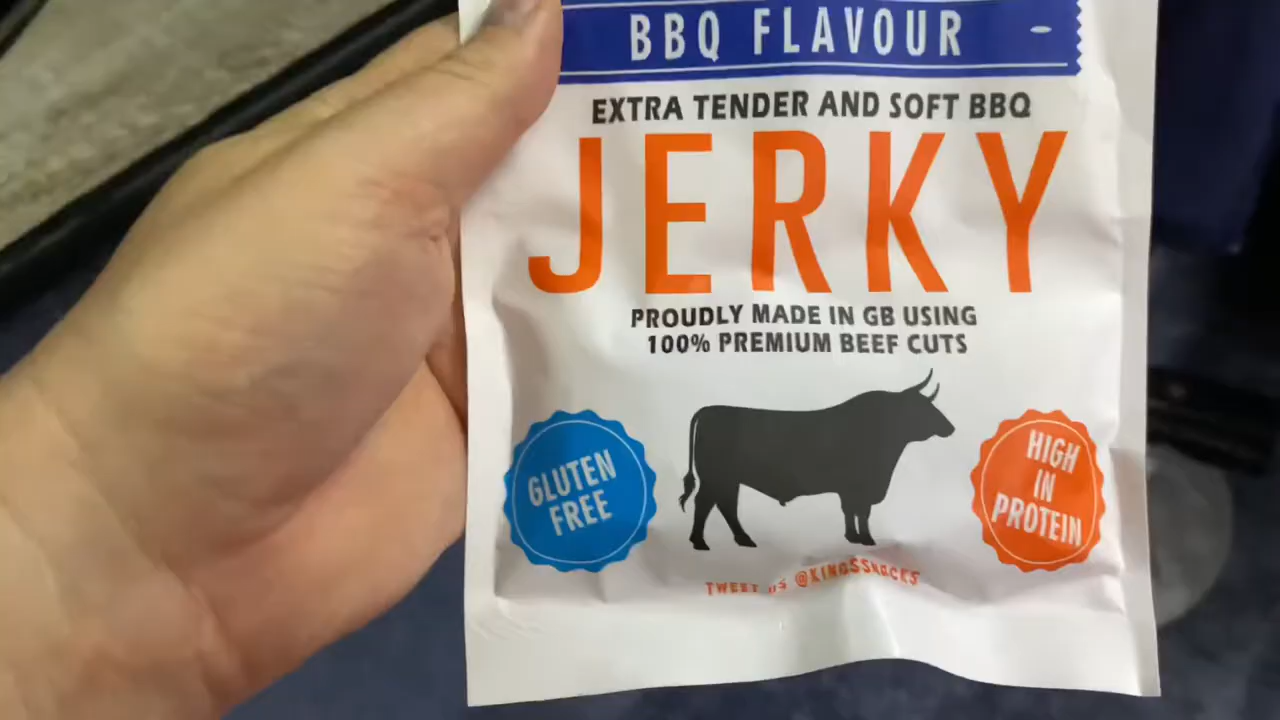 BBQ FLAVOUR
EXTRA TENDER AND SOFT BBQ
JERKY
PROUDLY MADE IN GB USING
100% PREMIUM BEEF CUTS
GLUTEN
FREE
HIGH
IN
PROTEIN
TWEET US @KINGSSNACKS